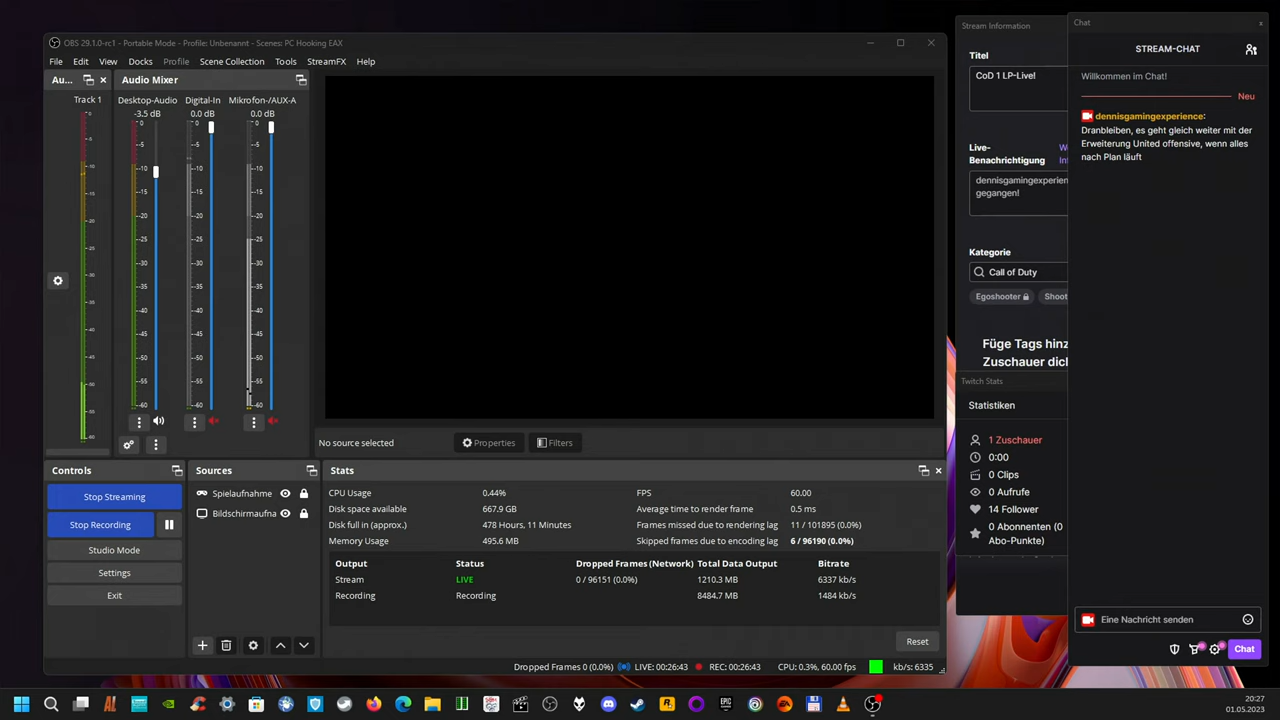 OBS 29.1.0-rc1 - Portable Mode - Profile: Unbenannt - Scenes: PC Hooking EAX
File Edit View Docks Profile Scene Collection Tools StreamFX Help
Au...
Audio Mixer
Track 1
Desktop-Audio
Digital-In
Mikrofon-/AUX-A
-3.5 dB
0.0 dB
0.0 dB
No source selected
Properties
Filters
Controls
Stop Streaming
Stop Recording
Studio Mode
Settings
Exit
Sources
Spielaufnahme
Bildschirmaufna
Stats
CPU Usage 0.44%
Disk space available 667.9 GB
Disk full in (approx.) 478 Hours, 11 Minutes
Memory Usage 495.6 MB
FPS 60.00
Average time to render frame 0.5 ms
Frames missed due to rendering lag 11 / 101895 (0.0%)
Skipped frames due to encoding lag 6 / 96190 (0.0%)
Output Status Dropped Frames (Network) Total Data Output Bitrate
Stream LIVE 0 / 96151 (0.0%) 1210.3 MB 6337 kb/s
Recording Recording 8484.7 MB 1484 kb/s
Reset
Dropped Frames 0 (0.0%) LIVE: 00:26:43 REC: 00:26:43 CPU: 0.3%, 60.00 fps kb/s: 6335
Stream Information
Titel
CoD 1 LP-Live!
Live-
Benachrichtigung
dennisgamingexperien
gegangen!
Kategorie
Call of Duty
Egoshooter
Shoot
Füge Tags hinz
Zuschauer dich
Twitch Stats
Statistiken
1 Zuschauer
0:00
0 Clips
0 Aufrufe
14 Follower
0 Abonnenten (0
Abo-Punkte)
Chat
x
STREAM-CHAT
Willkommen im Chat!
Neu
dennisgamingexperience:
Dranbleiben, es geht gleich weiter mit der
Erweiterung United offensive, wenn alles
nach Plan läuft
Eine Nachricht senden
Chat
20:27
01.05.2023